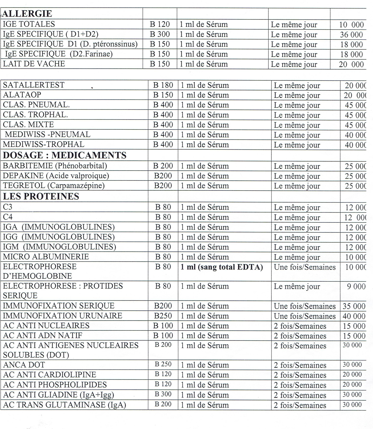 ALLERGIE
IGE TOTALES B 120 1 ml de Sérum Le même jour 10 000
IgE SPECIFIQUE ( D1+D2) B 300 1 ml de Sérum Le même jour 36 000
IgE SPECIFIQUE D1 (D. ptéronssinus) B 150 1 ml de Sérum Le même jour 18 000
IgE SPECIFIQUE (D2.Farinae) B 150 1 ml de Sérum Le même jour 18 000
LAIT DE VACHE B 150 1 ml de Sérum Le même jour 20 000
SATALLERTEST B 180 1 ml de Sérum Le même jour 20 000
ALATAOP B 150 1 ml de Sérum Le même jour 20 000
CLAS. PNEUMAL. B 400 1 ml de Sérum Le même jour 45 000
CLAS. TROPHAL. B 400 1 ml de Sérum Le même jour 45 000
CLAS. MIXTE B 400 1 ml de Sérum Le même jour 45 000
MEDIWISS -PNEUMAL B 400 1 ml de Sérum Le même jour 40 000
MEDIWISS-TROPHAL B 400 1 ml de Sérum Le même jour 40 000
DOSAGE : MEDICAMENTS
BARBITEMIE (Phénobarbital) B 200 1 ml de Sérum Le même jour 25 000
DEPAKINE (Acide valproique) B200 1 ml de Sérum Le même jour 25 000
TEGRETOL (Carpamazépine) B200 1 ml de Sérum Le même jour 25 000
LES PROTEINES
C3 B 80 1 ml de Sérum Le même jour 12 000
C4 B 80 1 ml de Sérum Le même jour 12 000
IGA (IMMUNOGLOBULINES) B 80 1 ml de Sérum Le même jour 12 000
IGG (IMMUNOGLOBULINES) B 80 1 ml de Sérum Le même jour 12 000
IGM (IMMUNOGLOBULINES) B 80 1 ml de Sérum Le même jour 12 000
MICRO ALBUMINERIE B 80 1 ml de Sérum Le même jour 10 000
ELECTROPHORESE B 80 1 ml (sang total EDTA) Une fois/Semaines 10 000
D'HEMOGLOBINE
ELECTROPHORESE : PROTIDES B 80 1 ml de Sérum Le même jour 9 000
SERIQUE
IMMUNOFIXATION SERIQUE B200 1 ml de Sérum Une fois/Semaines 35 000
IMMUNOFIXATION URUNAIRE B250 1 ml de Sérum Une fois/Semaines 40 000
AC ANTI NUCLEAIRES B 100 1 ml de Sérum 2 fois/Semaines 15 000
AC ANTI ADN NATIF B 100 1 ml de Sérum 2 fois/Semaines 15 000
AC ANTI ANTIGENES NUCLEAIRES B 200 1 ml de Sérum 2 fois/Semaines 30 000
SOLUBLES (DOT)
ANCA DOT B 250 1 ml de Sérum 2 fois/Semaines 30 000
AC ANTI CARDIOLIPINE B 120 1 ml de Sérum 2 fois/Semaines 20 000
AC ANTI PHOSPHOLIPIDES B 120 1 ml de Sérum 2 fois/Semaines 20 000
AC ANTI GLIADINE (IgA+Igg) B 300 1 ml de Sérum 2 fois/Semaines 30 000
AC TRANS GLUTAMINASE (IgA) B 200 1 ml de Sérum 2 fois/Semaines 30 000